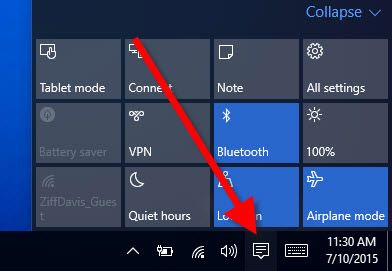 Collapse
Tablet mode
Connect
Note
All settings
Battery saver
VPN
Bluetooth
100%
ZiffDavis_Gues
t
Quiet hours
Airplane mode
11:30 AM
7/10/2015